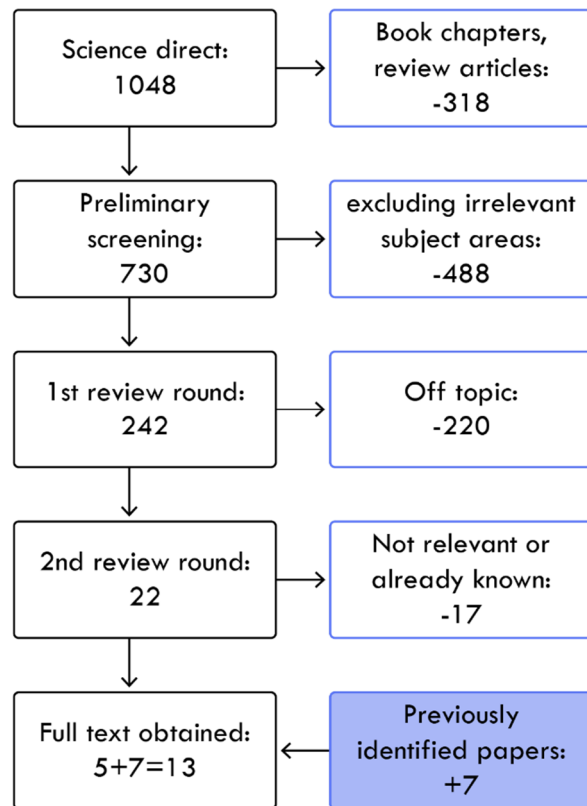 Science direct:
1048
Book chapters,
review articles:
-318
Preliminary
screening:
730
excluding irrelevant
subject areas:
-488
1st review round:
242
Off topic:
-220
2nd review round:
22
Not relevant or
already known:
-17
Full text obtained:
5+7=13
Previously
identified papers:
+7